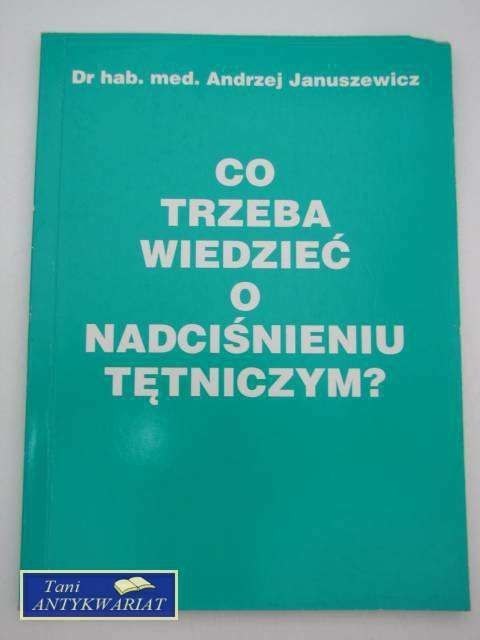 Dr hab. med. Andrzej Januszewicz
CO
TRZEBA
WIEDZIEĆ
O
NADCIŚNIENIU
TĘTNICZYM?
Tani
ANTYKWARIAT